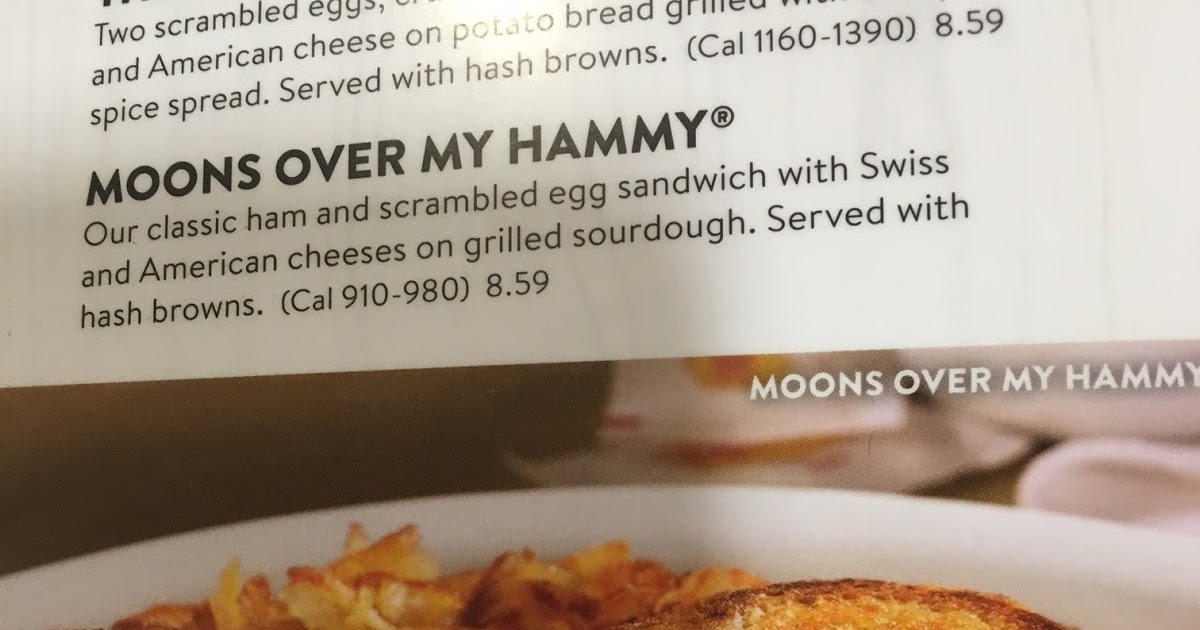 Two scrambled eggs,
and American cheese on potato bread grilled
spice spread. Served with hash browns. (Cal 1160-1390) 8.59
MOONS OVER MY HAMMY®
Our classic ham and scrambled egg sandwich with Swiss
and American cheeses on grilled sourdough. Served with
hash browns. (Cal 910-980) 8.59
MOONS OVER MY HAMMY